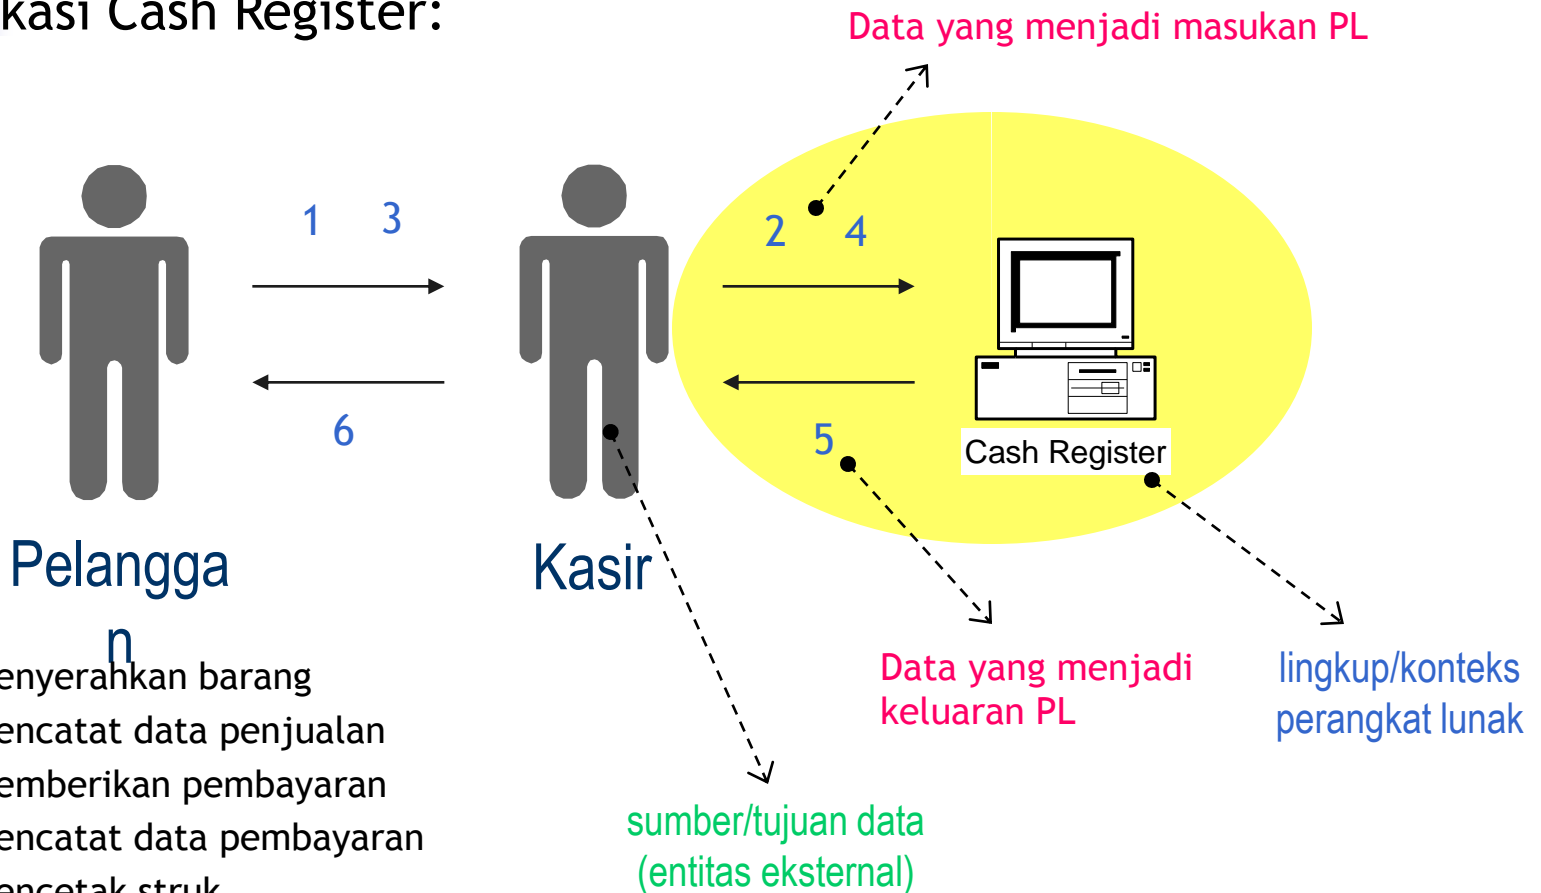 kasi Cash Register:
Data yang menjadi masukan PL
1 3
2 4
6
5
Cash Register
Pelangga
n
Kasir
enyerahkan barang
encatat data penjualan
emberikan pembayaran
encatat data pembayaran
encetak struk
Data yang menjadi
keluaran PL
lingkup/konteks
perangkat lunak
sumber/tujuan data
(entitas eksternal)